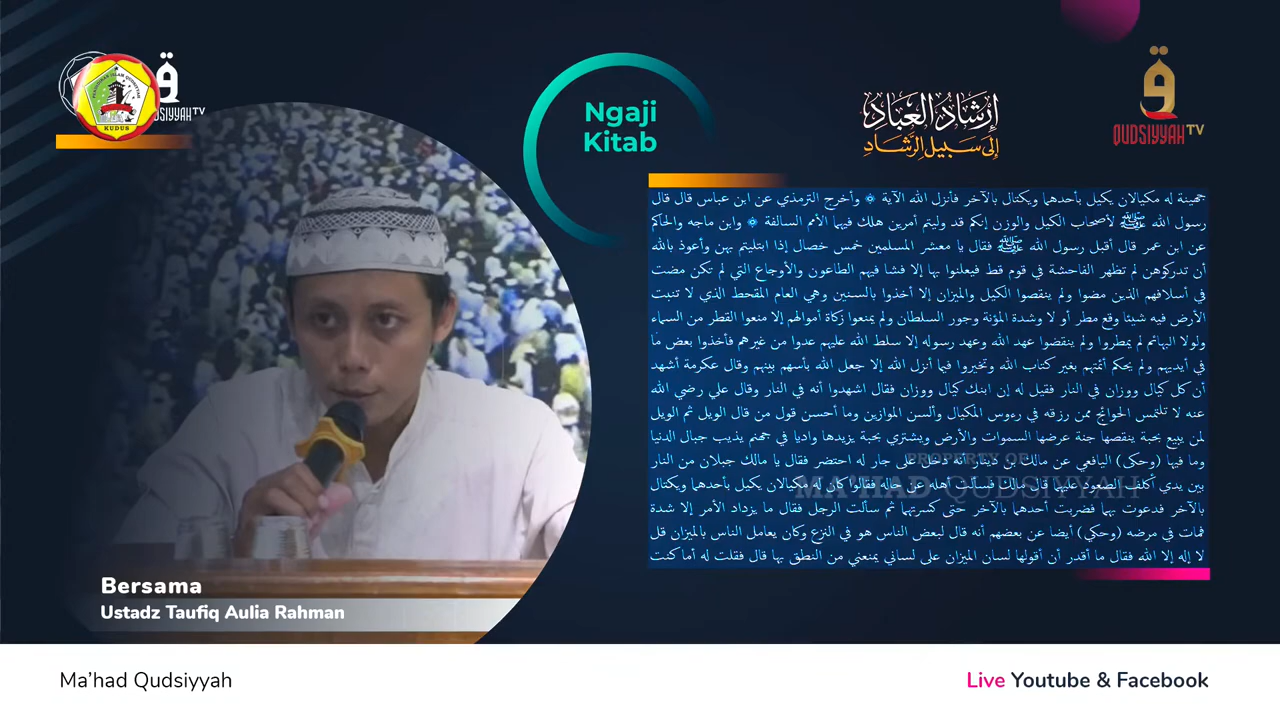 PENDIDIKAN ISLAM QUDSIYYAH
KUDUS
QUDSIYYAH TV
Ngaji
Kitab
إرشاد العباد
إلى سبيل الرشاد
QUDSIYYAH TV
جهينة له مكيالان يكيل بأحدهما ويكتال بالآخر فأنزل الله الآية ۞ وأخرج الترمذي عن ابن عباس قال قال
رسول الله ﷺ لأصحاب الكيل والوزن إنكم قد وليتم أمرين هلك فيهما الأمم السالفة ۞ وابن ماجه والحاكم
عن ابن عمر قال أقبل رسول الله ﷺ فقال يا معشر المسلمين خمس خصال إذا ابتليتم بهن وأعوذ بالله
أن تدركوهن لم تظهر الفاحشة في قوم قط فيعلنوا بها إلا فشا فيهم الطاعون والأوجاع التي لم تكن مضت
في أسلافهم الذين مضوا ولم ينقصوا الكيل والميزان إلا أخذوا بالسنين وهي العام المقحط الذي لا تنبت
الأرض فيه شيئا وقع مطر أو لا وشدة المؤنة وجور السلطان ولم يمنعوا زكاة أموالهم إلا منعوا القطر من السماء
ولولا البهائم لم يمطروا ولم ينقضوا عهد الله وعهد رسوله إلا سلط الله عليهم عدوا من غيرهم فأخذوا بعض ما
في أيديهم ولم يحكم أئمتهم بغير كتاب الله وتخيروا فيما أنزل الله إلا جعل الله بأسهم بينهم وقال عكرمة أشهد
أن كل كيال ووزان في النار فقيل له إن ابنك كيال ووزان فقال اشهدوا أنه في النار وقال علي رضي الله
عنه لا تلتمس الحوائج ممن رزقه في رءوس المكيال وألسن الموازين وما أحسن قول من قال الويل ثم الويل
لمن يبيع بحبة ينقصها جنة عرضها السموات والأرض ويشتري بحبة يزيدها واديا في جهنم يذيب جبال الدنيا
وما فيها (وحكى) اليافعي عن مالك بن دينار أنه دخل على جار له احتضر فقال يا مالك جبلان من النار
بين يدي أكلف الصعود عليهما قال مالك فسألت أهله عن حاله فقالوا كان له مكيالان يكيل بأحدهما ويكتال
بالآخر فدعوت بهما فضربت أحدهما بالآخر حتى كسرتهما ثم سألت الرجل فقال ما يزداد الأمر إلا شدة
فمات في مرضه (وحكي) أيضا عن بعضهم أنه قال لبعض الناس هو في النزع وكان يعامل الناس بالميزان قل
لا إله إلا الله فقال ما أقدر أن أقولها لسان الميزان على لساني يمنعني من النطق بها قال فقلت له أما كنت
PROPERTY OF
MA'HAD QUDSIYYAH
Bersama
Ustadz Taufiq Aulia Rahman
Ma'had Qudsiyyah
Live Youtube & Facebook